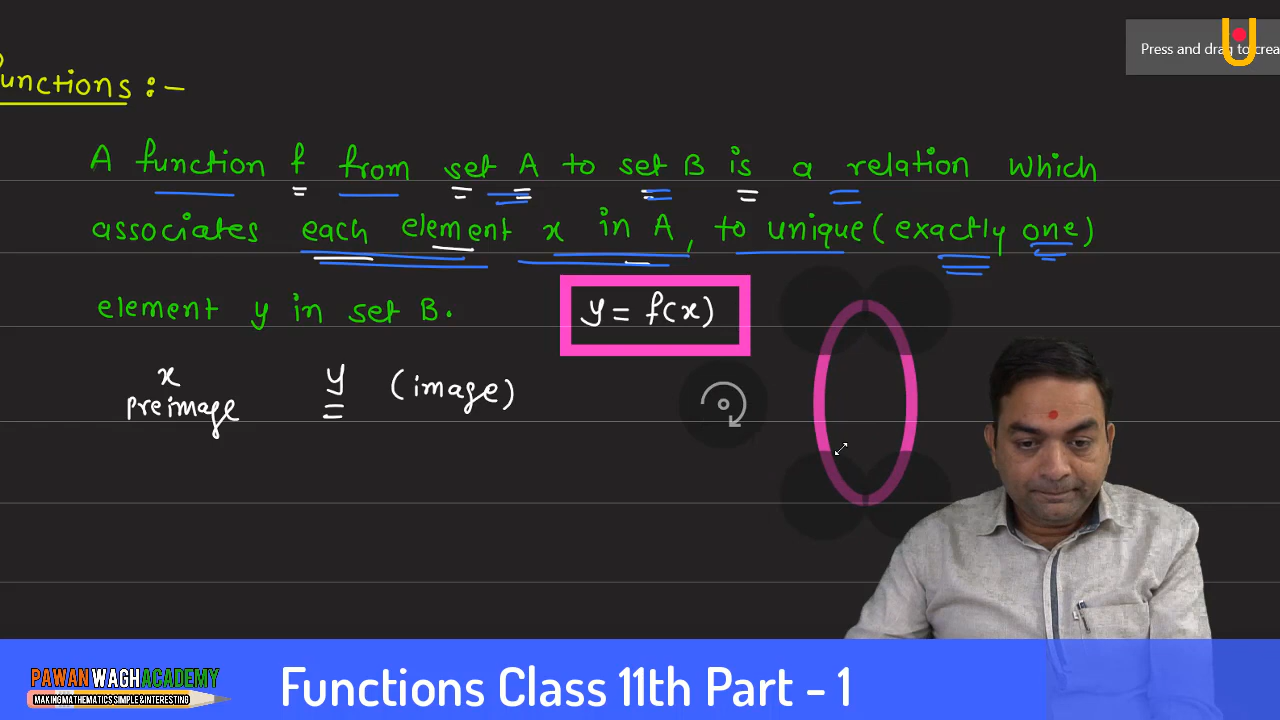 Functions :-
A function f from set A to set B is a relation which
associates each element x in A, to unique (exactly one)
element y in set B.
y = f(x)
x y (image)
preimage
Press and drag to crea
PAWAN WAGH ACADEMY
MAKING MATHEMATICS SIMPLE & INTERESTING
Functions Class 11th Part - 1